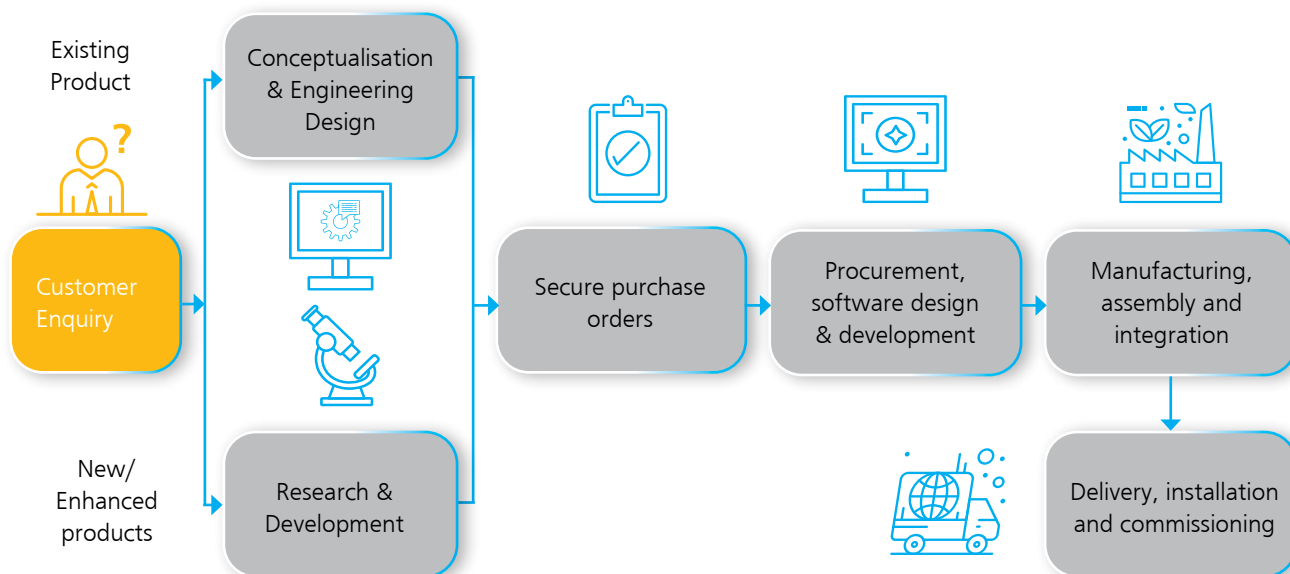 Existing
Product
Conceptualisation
& Engineering
Design
?
Customer
Enquiry
Secure purchase
orders
Procurement,
software design
& development
Manufacturing,
assembly and
integration
New/
Enhanced
products
Research &
Development
Delivery, installation
and commissioning